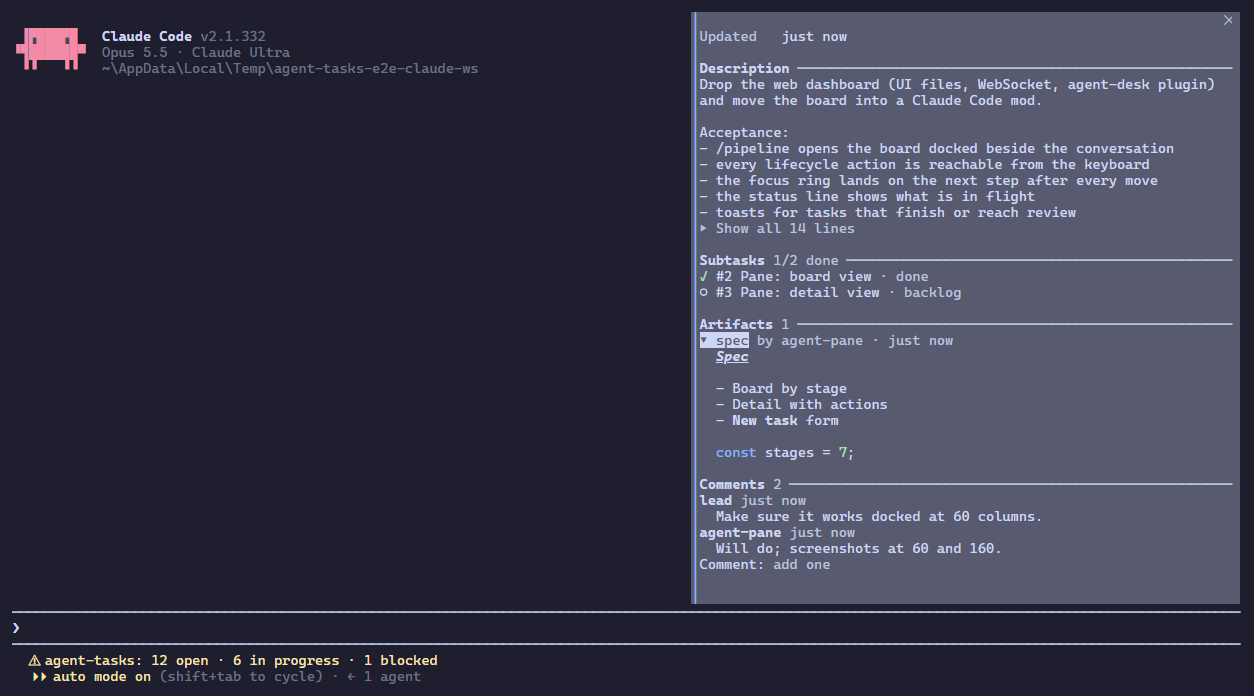 Claude Code v2.1.332
Opus 5.5 · Claude Ultra
~\AppData\Local\Temp\agent-tasks-e2e-claude-ws
×
Updated just now
Description
Drop the web dashboard (UI files, WebSocket, agent-desk plugin)
and move the board into a Claude Code mod.
Acceptance:
- /pipeline opens the board docked beside the conversation
- every lifecycle action is reachable from the keyboard
- the focus ring lands on the next step after every move
- the status line shows what is in flight
- toasts for tasks that finish or reach review
▸ Show all 14 lines
Subtasks 1/2 done
✓ #2 Pane: board view · done
○ #3 Pane: detail view · backlog
Artifacts 1
▾ spec by agent-pane · just now
Spec
- Board by stage
- Detail with actions
- New task form
const stages = 7;
Comments 2
lead just now
Make sure it works docked at 60 columns.
agent-pane just now
Will do; screenshots at 60 and 160.
Comment: add one
❯
⚠ agent-tasks: 12 open · 6 in progress · 1 blocked
⏵⏵ auto mode on (shift+tab to cycle) · ← 1 agent